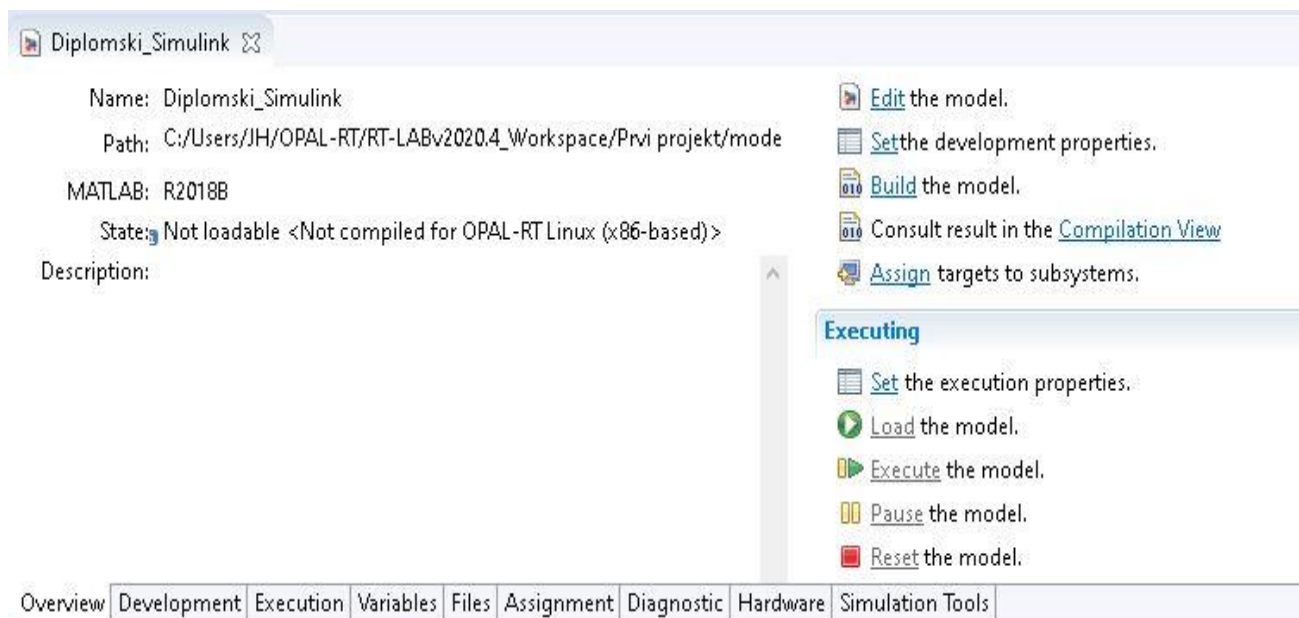 Diplomski_Simulink
Name: Diplomski_Simulink
Path: C:/Users/JH/OPAL-RT/RT-LABv2020.4_Workspace/Prvi projekt/mode
MATLAB: R2018B
State: Not loadable <Not compiled for OPAL-RT Linux (x86-based)>
Description:
Edit the model.
Setthe development properties.
Build the model.
Consult result in the Compilation View
Assign targets to subsystems.
Executing
Set the execution properties.
Load the model.
Execute the model.
Pause the model.
Reset the model.
Overview Development Execution Variables Files Assignment Diagnostic Hardware Simulation Tools